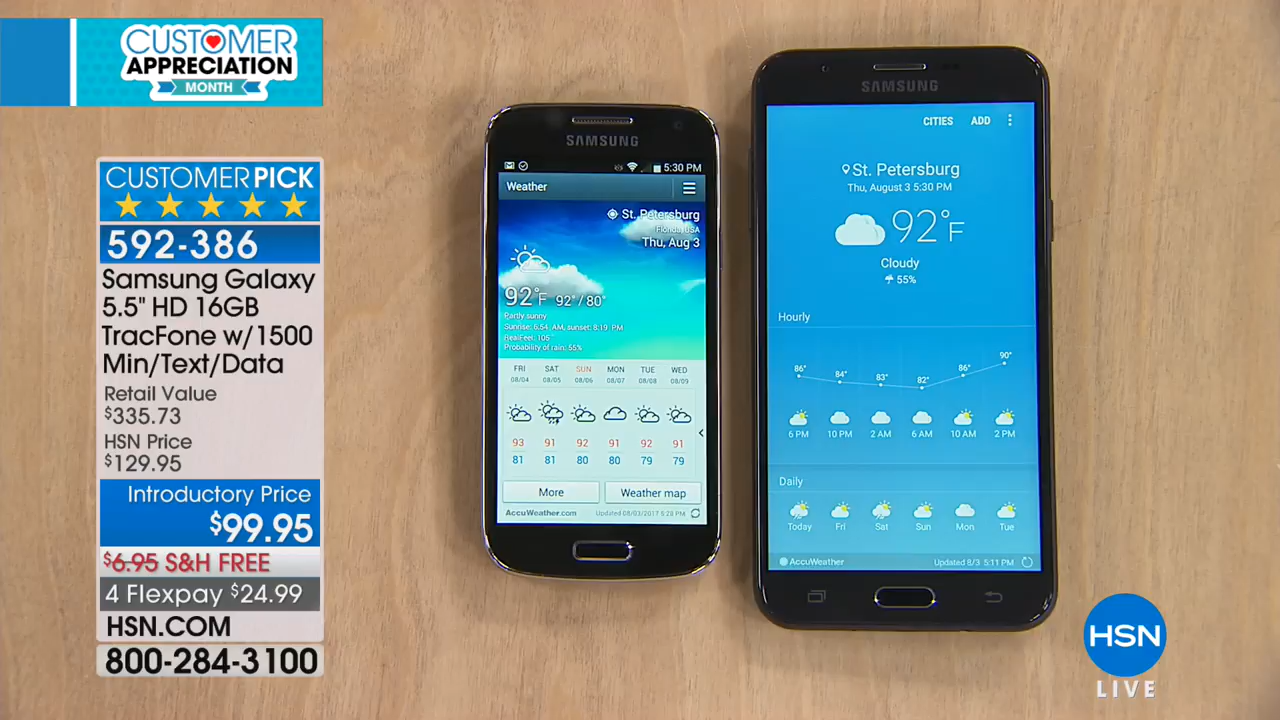 CUSTOMER
APPRECIATION
MONTH
CUSTOMER PICK
592-386
Samsung Galaxy
5.5" HD 16GB
TracFone w/1500
Min/Text/Data
Retail Value
$335.73
HSN Price
$129.95
Introductory Price
$99.95
$6.95 S&H FREE
4 Flexpay $24.99
HSN.COM
800-284-3100
SAMSUNG
5:30 PM
Weather
St. Petersburg
Florida, USA
Thu, Aug 3
92°F 92°/80°
Partly sunny
Sunrise: 6:54 AM, sunset: 8:19 PM
RealFeel: 105°
Probability of rain: 55%
FRI SAT SUN MON TUE WED
08/04 08/05 08/06 08/07 08/08 08/09
93 91 92 91 92 91
81 81 80 80 79 79
More Weather map
AccuWeather.com Updated 08/03/2017 5:28 PM
SAMSUNG
CITIES ADD
St. Petersburg
Thu, August 3 5:30 PM
92°F
Cloudy
55%
Hourly
86° 84° 83° 82° 86° 90°
6 PM 10 PM 2 AM 6 AM 10 AM 2 PM
Daily
Today Fri Sat Sun Mon Tue
AccuWeather Updated 8/3 5:11 PM
HSN
LIVE